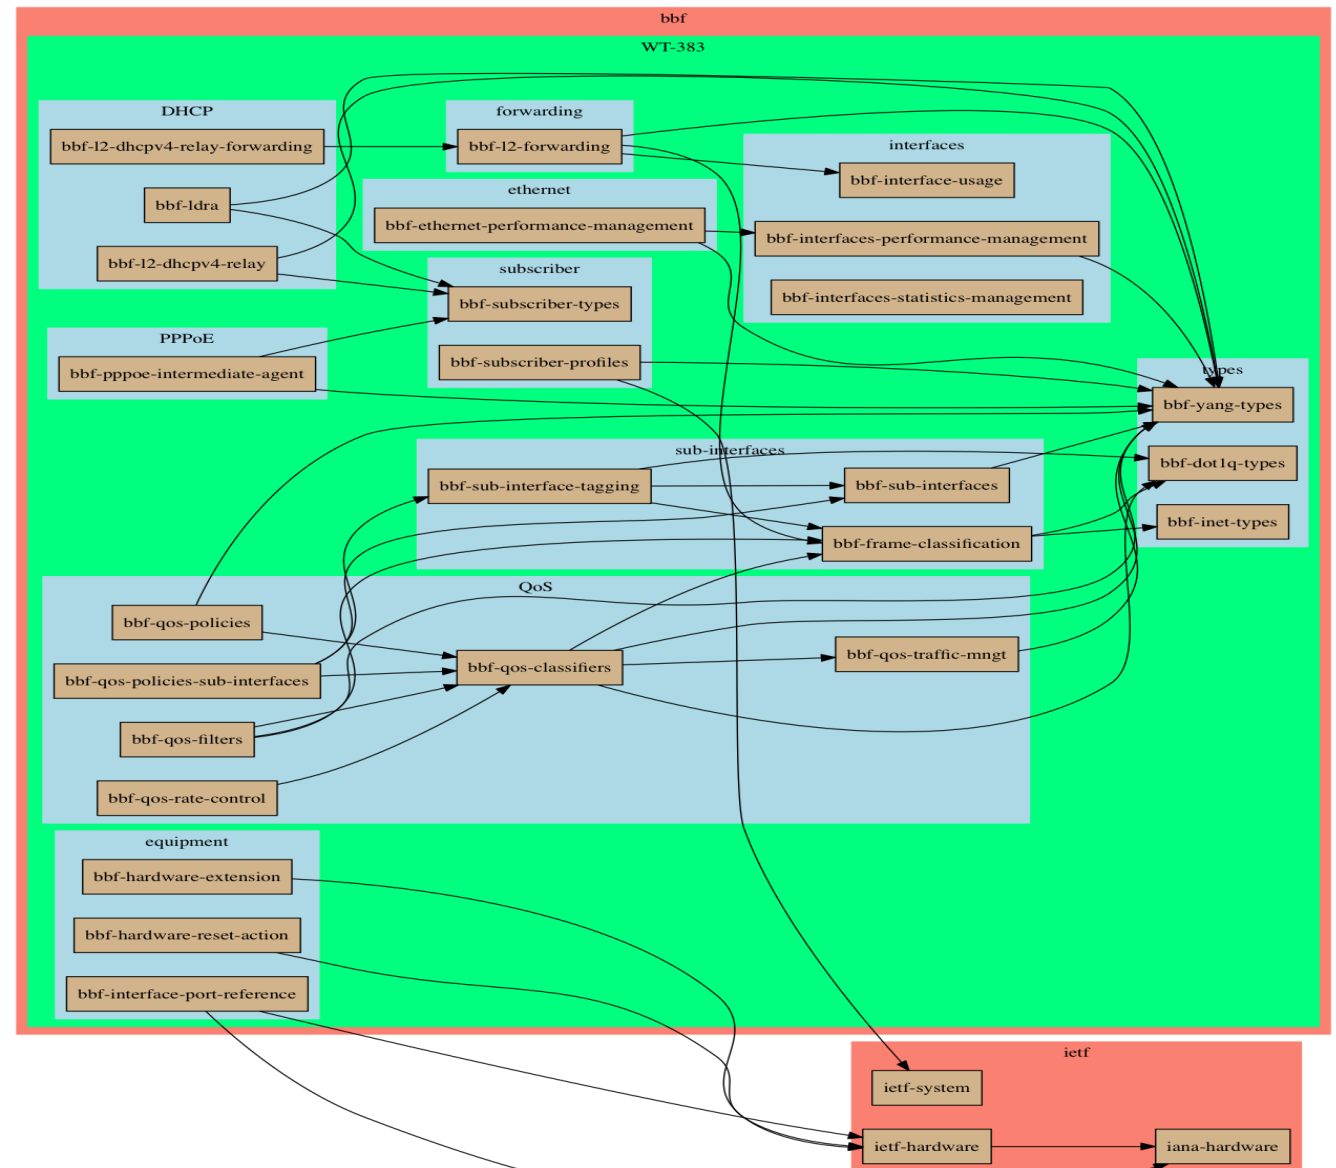 bbf
WT-383
DHCP
bbf-l2-dhcpv4-relay-forwarding
bbf-ldra
bbf-l2-dhcpv4-relay
forwarding
bbf-l2-forwarding
ethernet
bbf-ethernet-performance-management
interfaces
bbf-interface-usage
bbf-interfaces-performance-management
bbf-interfaces-statistics-management
subscriber
bbf-subscriber-types
bbf-subscriber-profiles
PPPoE
bbf-pppoe-intermediate-agent
types
bbf-yang-types
bbf-dot1q-types
bbf-inet-types
sub-interfaces
bbf-sub-interface-tagging
bbf-sub-interfaces
bbf-frame-classification
QoS
bbf-qos-policies
bbf-qos-policies-sub-interfaces
bbf-qos-filters
bbf-qos-rate-control
bbf-qos-classifiers
bbf-qos-traffic-mngt
equipment
bbf-hardware-extension
bbf-hardware-reset-action
bbf-interface-port-reference
ietf
ietf-system
ietf-hardware
iana-hardware